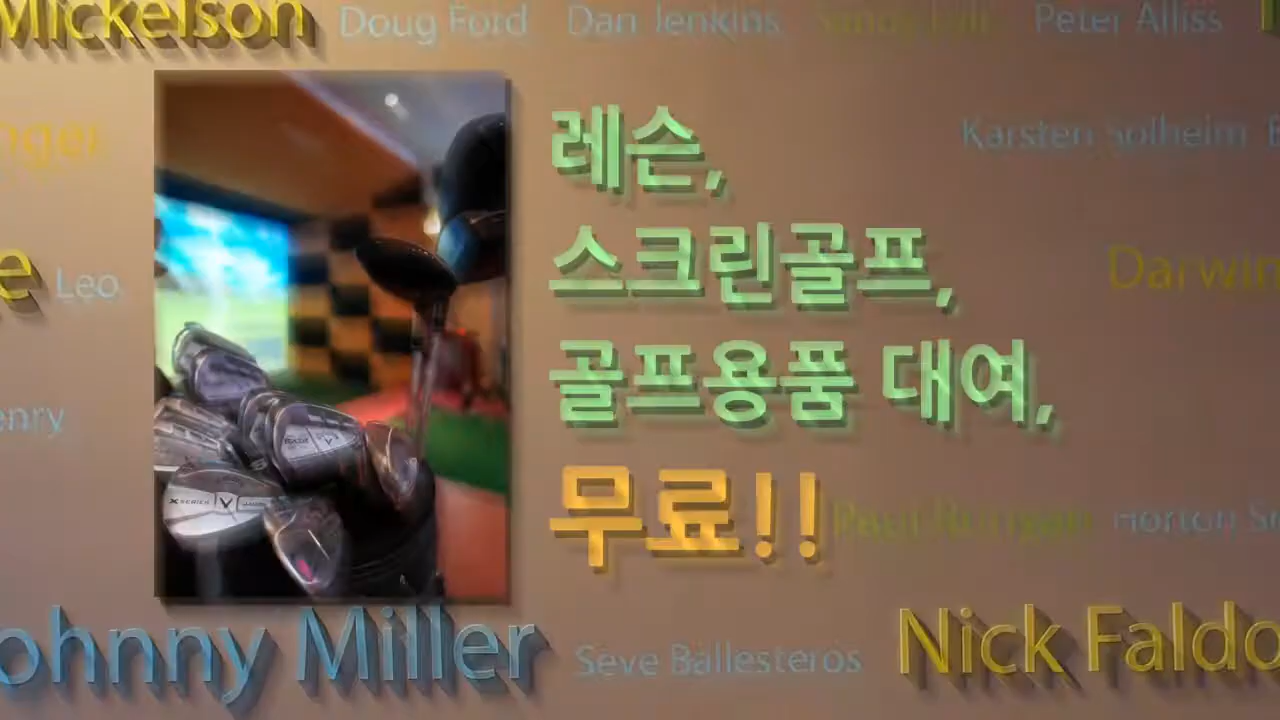 Mickelson Doug Ford Dan Jenkins Peter Alliss
레슨,
Karsten Solheim
스크린골프,
Leo
Darwin
골프용품 대여,
무료!!
X SERIES
Johnny Miller Seve Ballesteros Nick Faldo